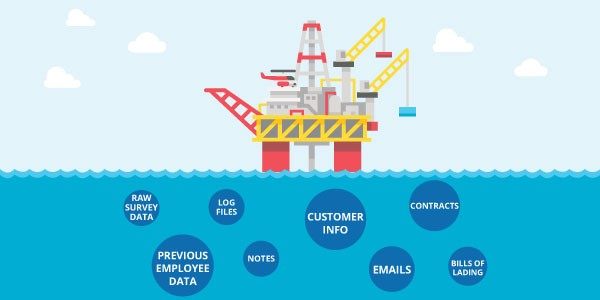 RAW
SURVEY
DATA
LOG
FILES
CUSTOMER
INFO
CONTRACTS
PREVIOUS
EMPLOYEE
DATA
NOTES
EMAILS
BILLS OF
LADING